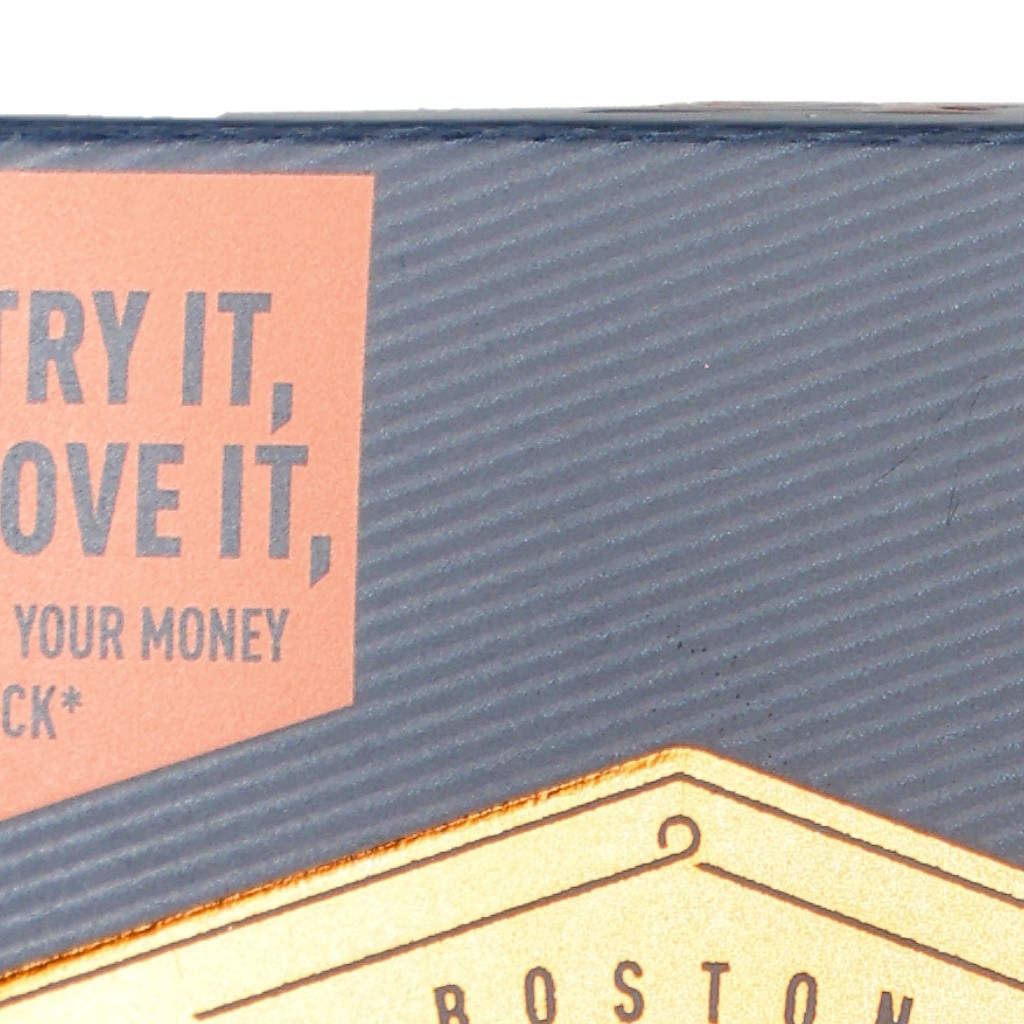 TRY IT,
OVE IT,
YOUR MONEY
CK*
BOSTON